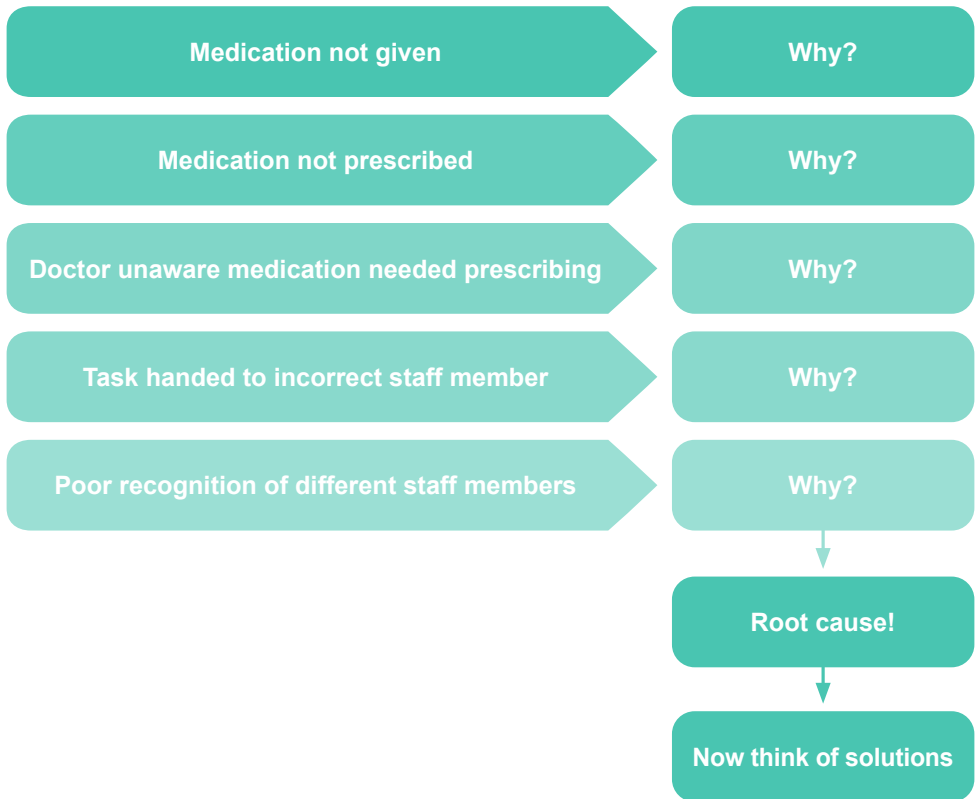 Medication not given
Why?
Medication not prescribed
Why?
Doctor unaware medication needed prescribing
Why?
Task handed to incorrect staff member
Why?
Poor recognition of different staff members
Why?
Root cause!
Now think of solutions